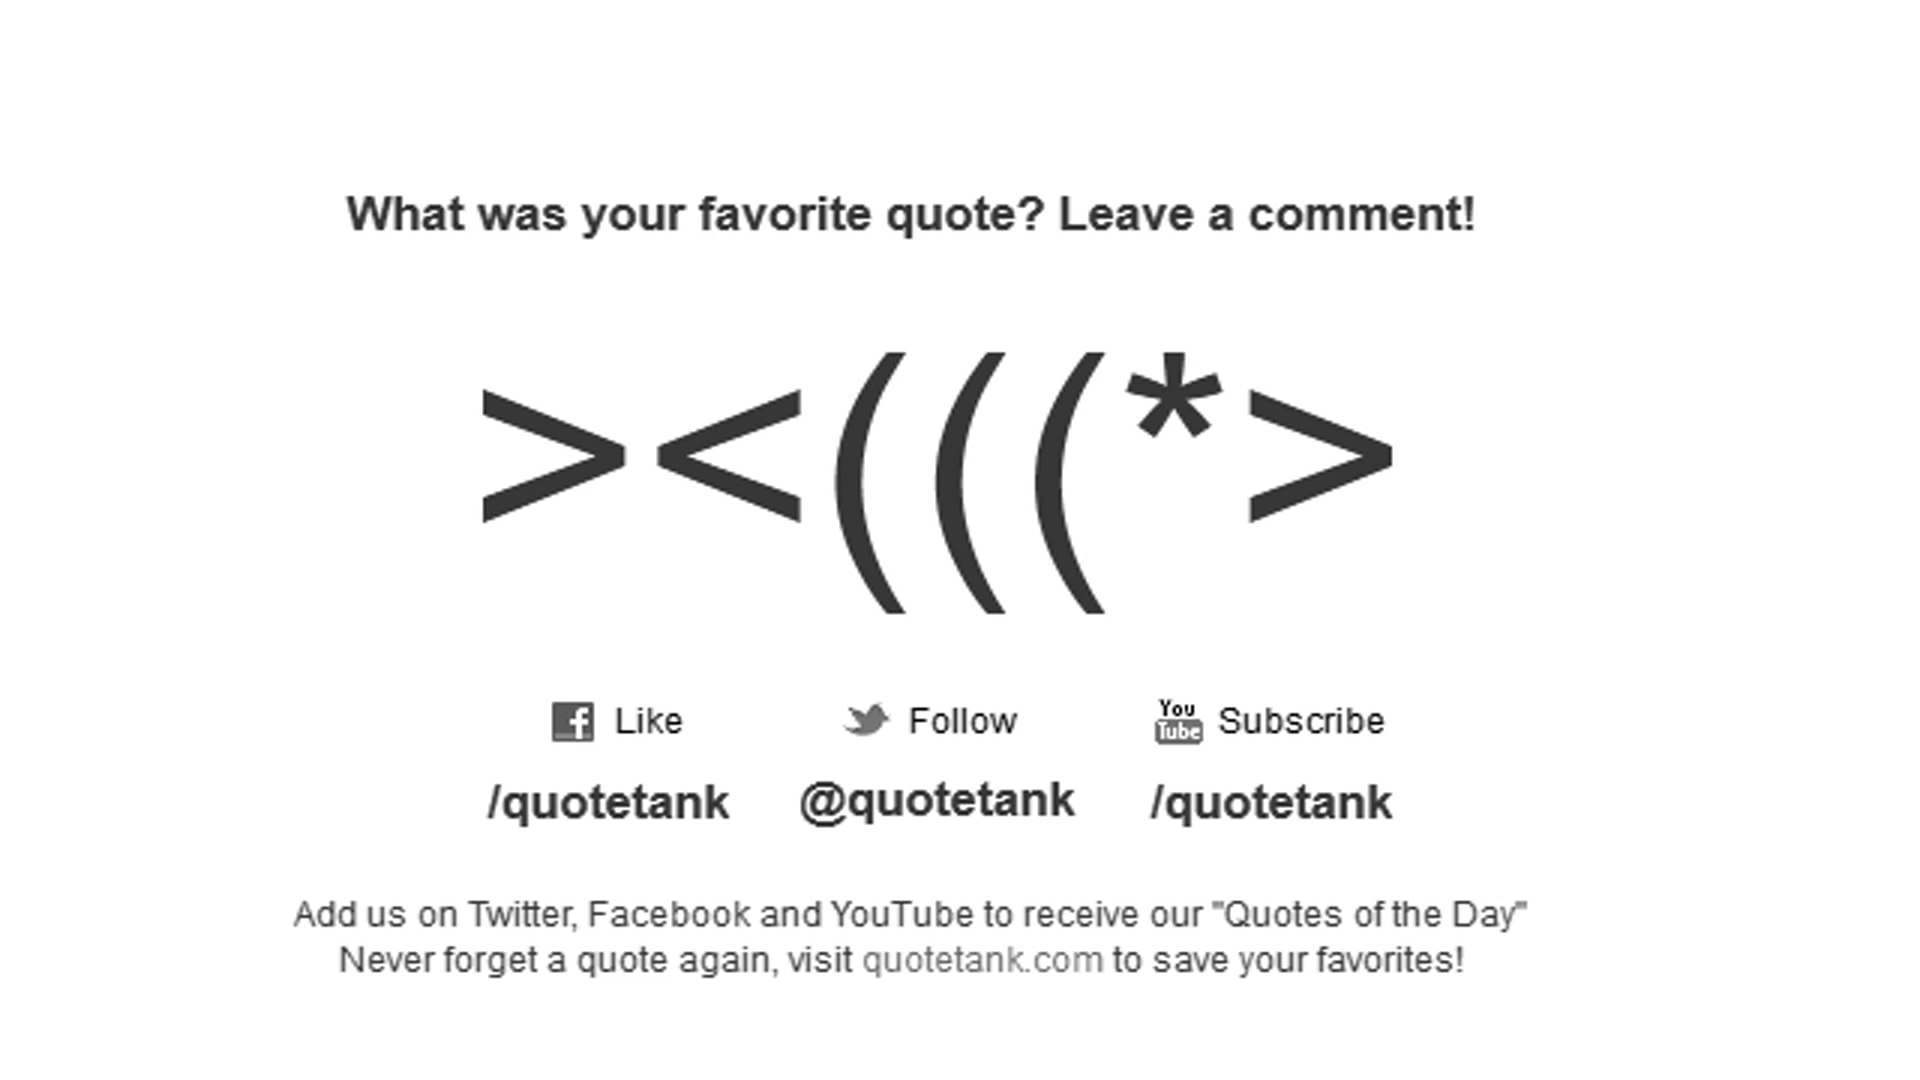 What was your favorite quote? Leave a comment!
><(((*>
f Like Follow You Tube Subscribe
/quotetank @quotetank /quotetank
Add us on Twitter, Facebook and YouTube to receive our "Quotes of the Day"
Never forget a quote again, visit quotetank.com to save your favorites!